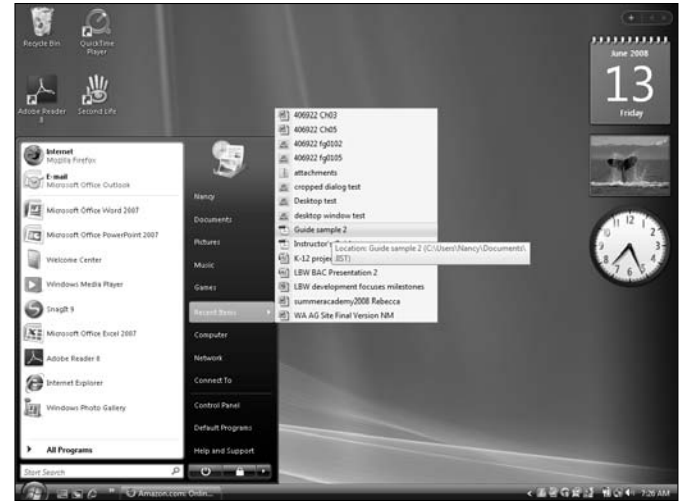 Recycle Bin
QuickTime
Player
Adobe Reader
8
Second Life
June 2008
13
Friday
12
406922 Ch03
406922 Ch05
406922 fg0102
406922 fg0105
attachments
cropped dialog test
Desktop test
desktop window test
Guide sample 2
Instructor's
K-12 projec
LBW BAC Presentation 2
LBW development focuses milestones
summeracademy2008 Rebecca
WA AG Site Final Version NM
Location: Guide sample 2 (C:\Users\Nancy\Documents\
JIST)
Internet
Mozilla Firefox
E-mail
Microsoft Office Outlook
Microsoft Office Word 2007
Microsoft Office PowerPoint 2007
Welcome Center
Windows Media Player
SnagIt 9
Microsoft Office Excel 2007
Adobe Reader 8
Internet Explorer
Windows Photo Gallery
All Programs
Start Search
Nancy
Documents
Pictures
Music
Games
Recent Items
Computer
Network
Connect To
Control Panel
Default Programs
Help and Support
Amazon.com: Onlin...
7:26 AM